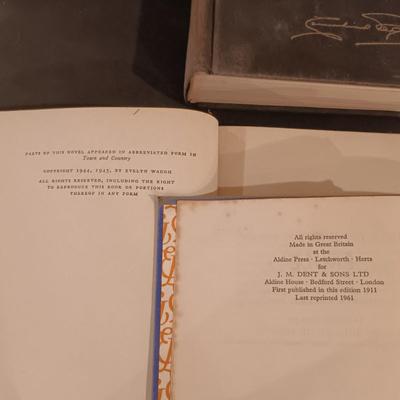 PARTS OF THIS NOVEL APPEARED IN ABBREVIATED FORM IN
Town and Country
COPYRIGHT 1944, 1945, BY EVELYN WAUGH
ALL RIGHTS RESERVED, INCLUDING THE RIGHT
TO REPRODUCE THIS BOOK OR PORTIONS
THEREOF IN ANY FORM
All rights reserved
Made in Great Britain
at the
Aldine Press · Letchworth · Herts
for
J. M. DENT & SONS LTD
Aldine House · Bedford Street · London
First published in this edition 1911
Last reprinted 1961